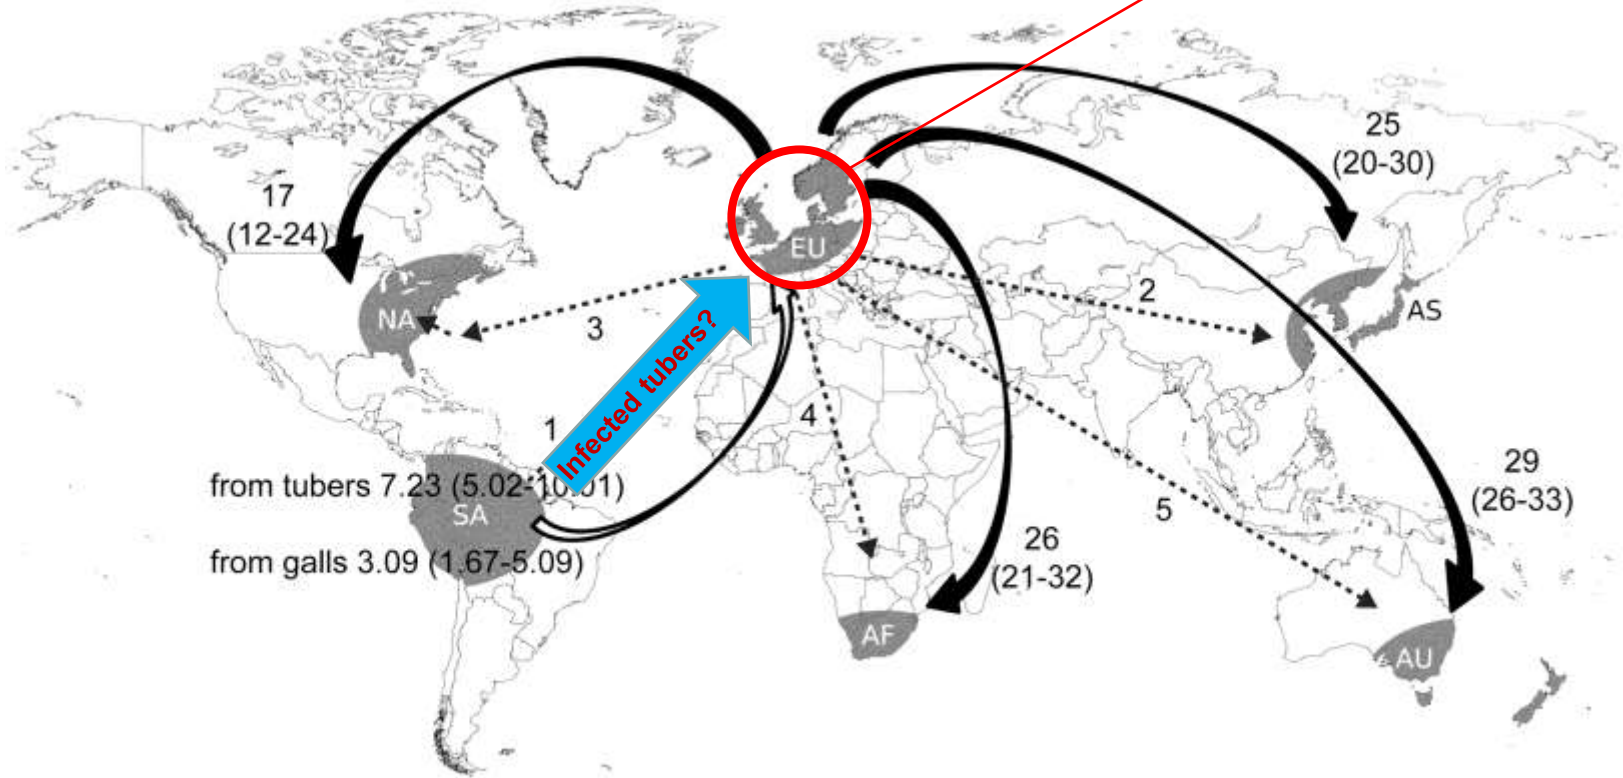 25
(20-30)
17
(12-24)
EU
2
AS
NA
3
Infected tubers?
4
1
from tubers 7.23 (5.02-10.01)
SA
29
(26-33)
5
26
(21-32)
from galls 3.09 (1.67-5.09)
AF
AU